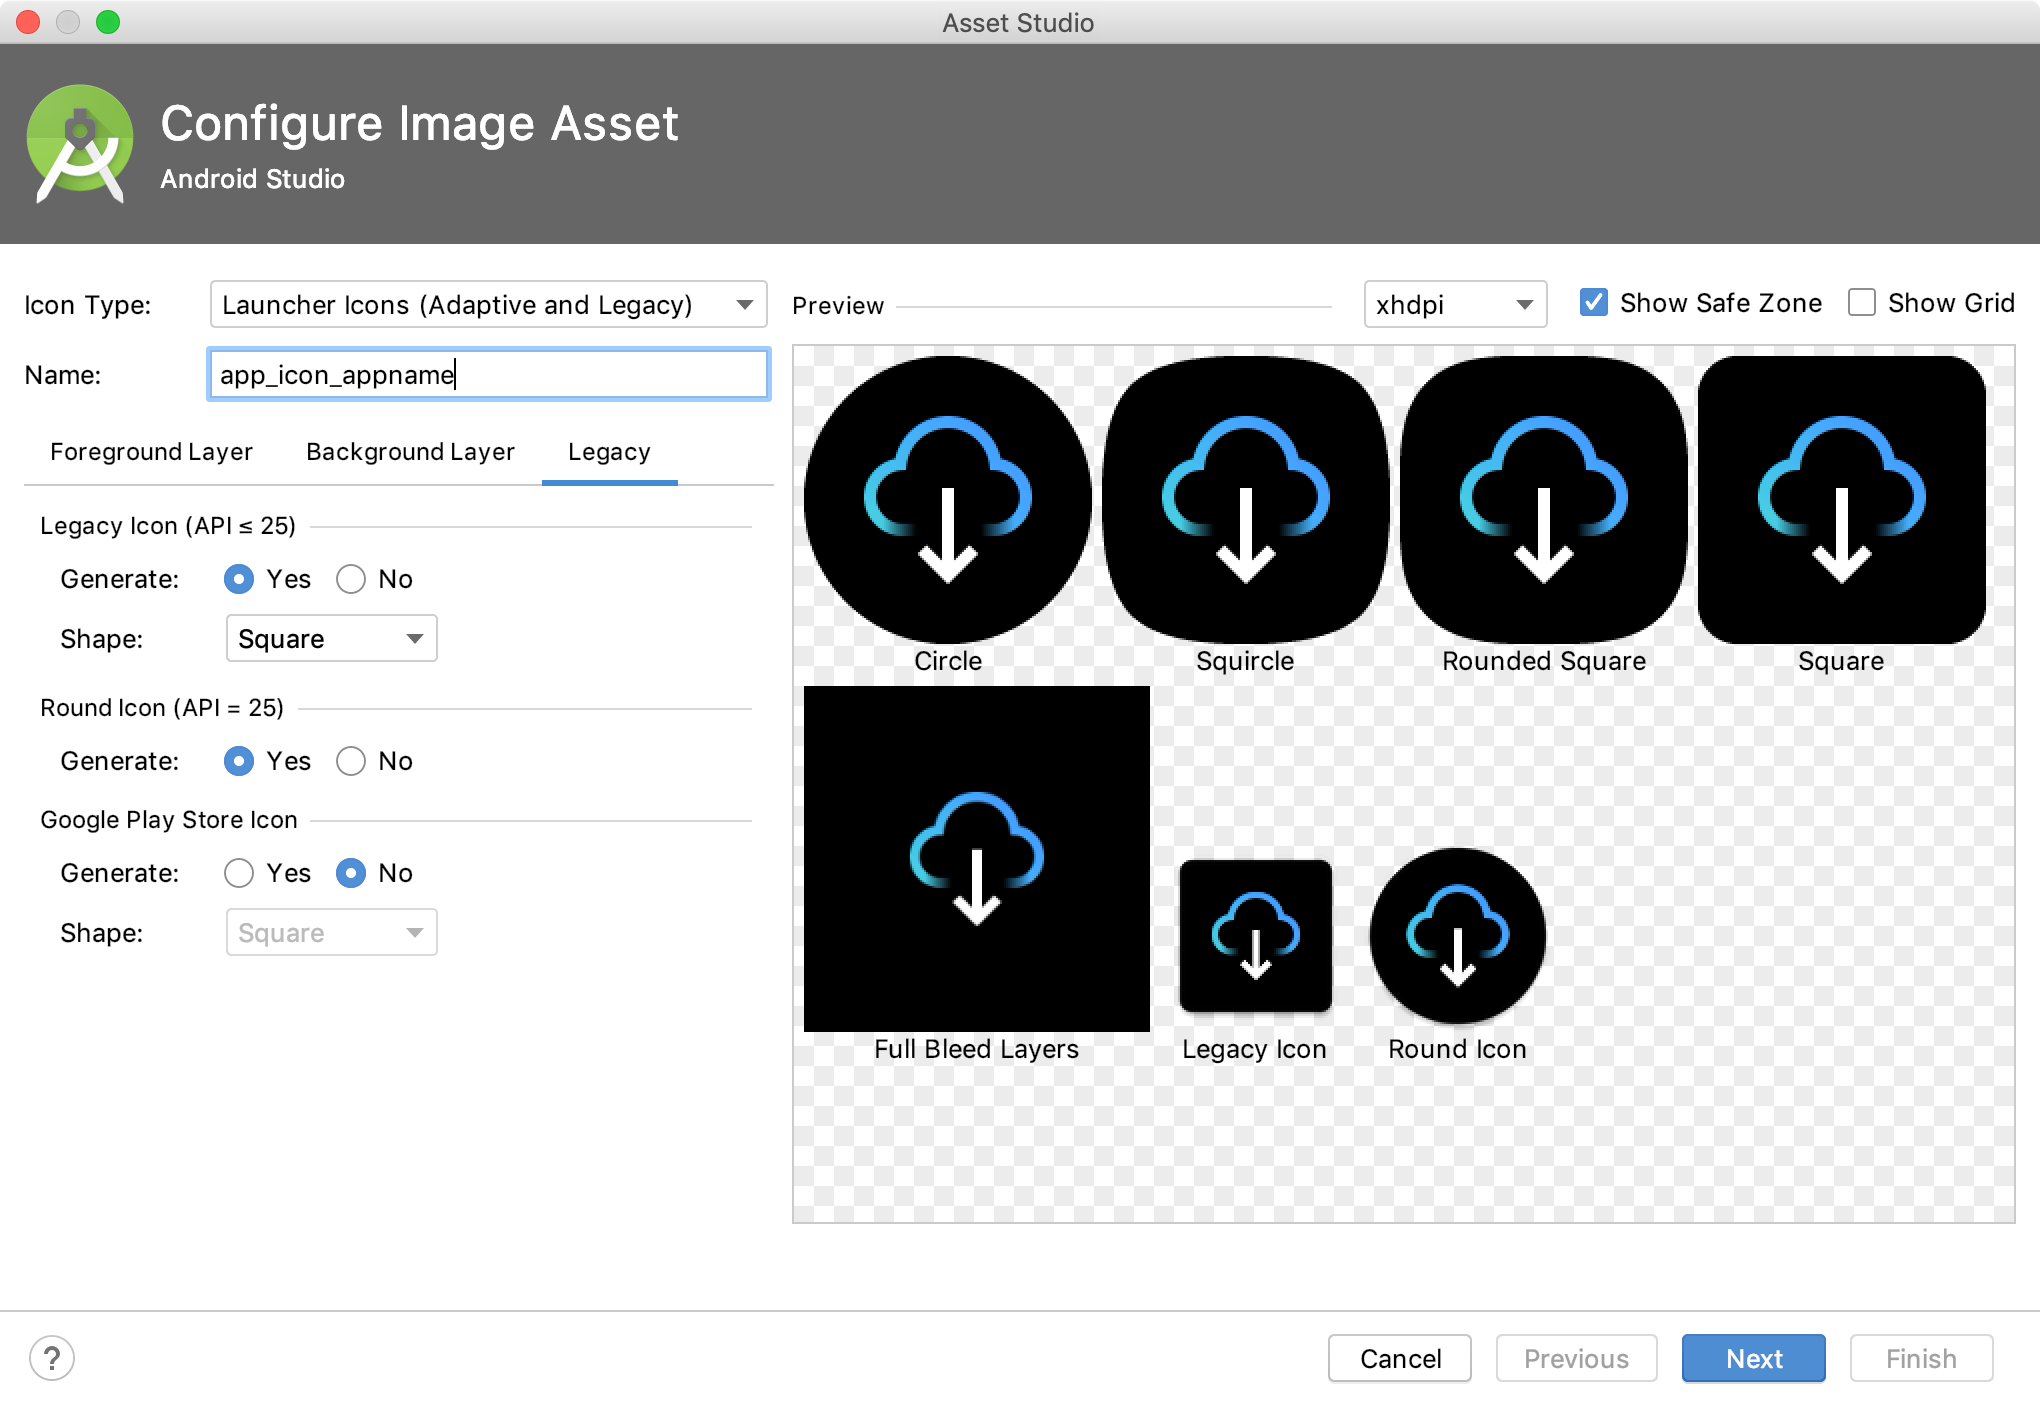 Asset Studio
Configure Image Asset
Android Studio
Icon Type: Launcher Icons (Adaptive and Legacy)
Name: app_icon_appname
Foreground Layer Background Layer Legacy
Legacy Icon (API ≤ 25)
Generate: Yes No
Shape: Square
Round Icon (API = 25)
Generate: Yes No
Google Play Store Icon
Generate: Yes No
Shape: Square
Preview xhdpi Show Safe Zone Show Grid
Circle Squircle Rounded Square Square
Full Bleed Layers Legacy Icon Round Icon
? Cancel Previous Next Finish